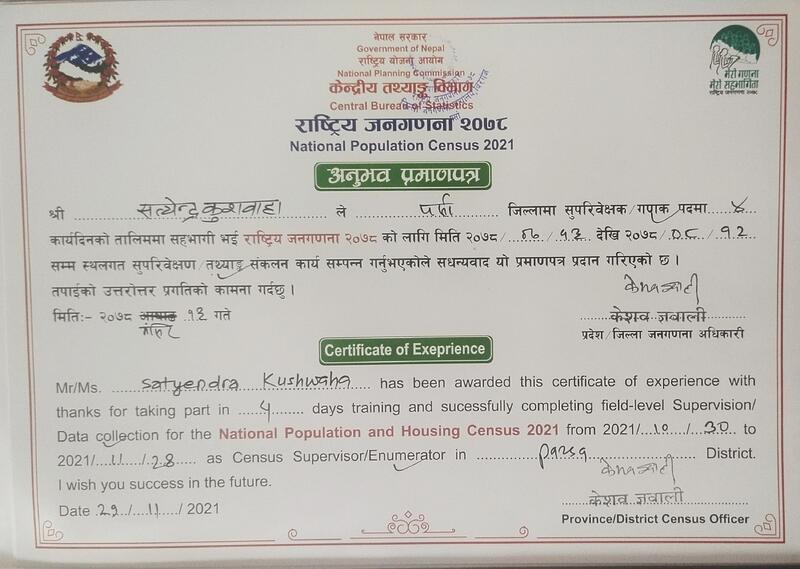 नेपाल सरकार
Government of Nepal
राष्ट्रिय योजना आयोग
National Planning Commission
केन्द्रीय तथ्याङ्क विभाग
Central Bureau of Statistics
राष्ट्रिय जनगणना २०७८
National Population Census 2021
मेरो गणना
मेरो सहभागिता
राष्ट्रिय जनगणना २०७८
अनुभव प्रमाणपत्र
श्री सत्येन्द्र कुशवाहा ले पर्सा जिल्लामा सुपरिवेक्षक/गणक पदमा ४
कार्यदिनको तालिममा सहभागी भई राष्ट्रिय जनगणना २०७८ को लागि मिति २०७८/ /१३ देखि २०७८/०८/१२
सम्म स्थलगत सुपरिवेक्षण/तथ्याङ्क संकलन कार्य सम्पन्न गर्नुभएकोले सधन्यवाद यो प्रमाणपत्र प्रदान गरिएको छ।
तपाईको उत्तरोत्तर प्रगतिको कामना गर्दछु।
मिति:- २०७८ मंसिर १३ गते
केशव ज्ञवाली
प्रदेश/जिल्ला जनगणना अधिकारी
Certificate of Exeprience
Mr/Ms. Satyendra Kushwaha has been awarded this certificate of experience with
thanks for taking part in 4 days training and sucessfully completing field-level Supervision/
Data collection for the National Population and Housing Census 2021 from 2021/10/30 to
2021/11/28 as Census Supervisor/Enumerator in parsa District.
I wish you success in the future.
Date 29/11/2021
केशव ज्ञवाली
Province/District Census Officer